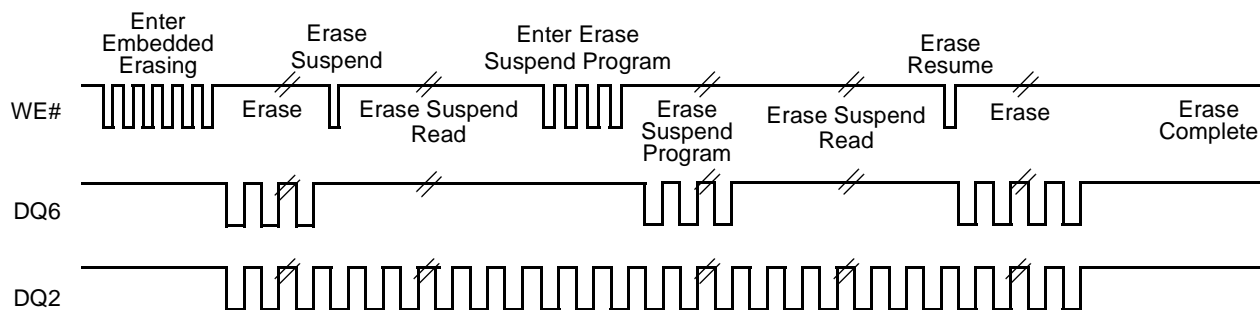 Enter
Embedded
Erasing
Erase
Suspend
Enter Erase
Suspend Program
Erase
Resume
WE#
Erase
Erase Suspend
Read
Erase
Suspend
Program
Erase Suspend
Read
Erase
Erase
Complete
DQ6
DQ2